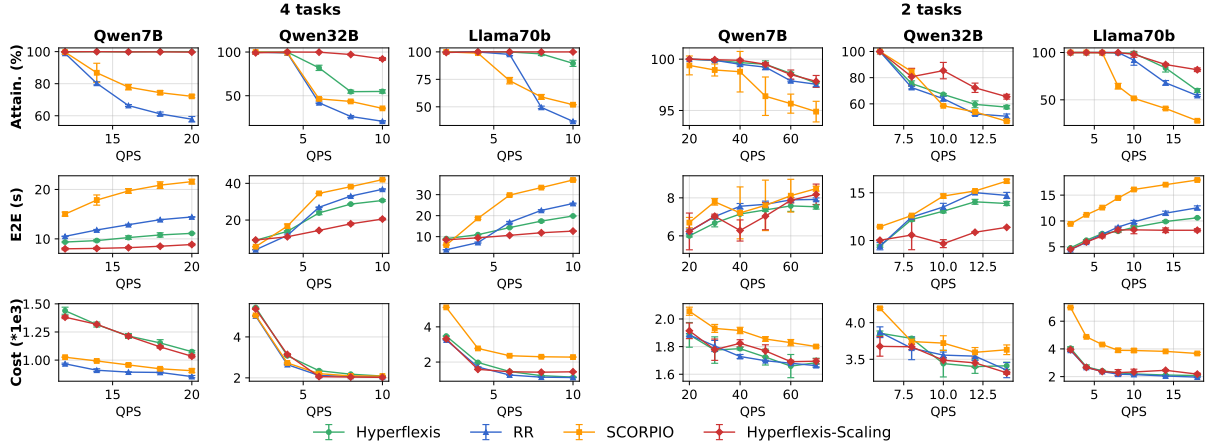 4 tasks 2 tasks
Qwen7B Qwen32B Llama70b Qwen7B Qwen32B Llama70b
Attain. (%)
100 80 60
15 20
QPS
100 50
5 10
QPS
100 75 50
5 10
QPS
100 95
20 40 60
QPS
100 80 60
7.5 10.0 12.5
QPS
100 50
5 10 15
QPS
E2E (s)
20 10
15 20
QPS
40 20
5 10
QPS
30 20 10
5 10
QPS
8 6
20 40 60
QPS
15 10
7.5 10.0 12.5
QPS
15 10 5
5 10 15
QPS
Cost (*1e3)
1.50 1.25 1.00
15 20
QPS
4 2
5 10
QPS
4 2
5 10
QPS
2.0 1.8 1.6
20 40 60
QPS
4.0 3.5
7.5 10.0 12.5
QPS
6 4 2
5 10 15
QPS
Hyperflexis RR SCORPIO Hyperflexis-Scaling